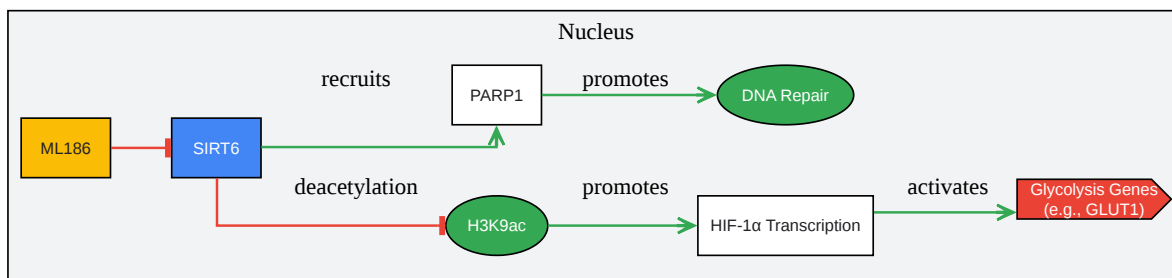 Nucleus
recruits
PARP1
promotes
DNA Repair
ML186
SIRT6
deacetylation
H3K9ac
promotes
HIF-1α Transcription
activates
Glycolysis Genes
(e.g., GLUT1)